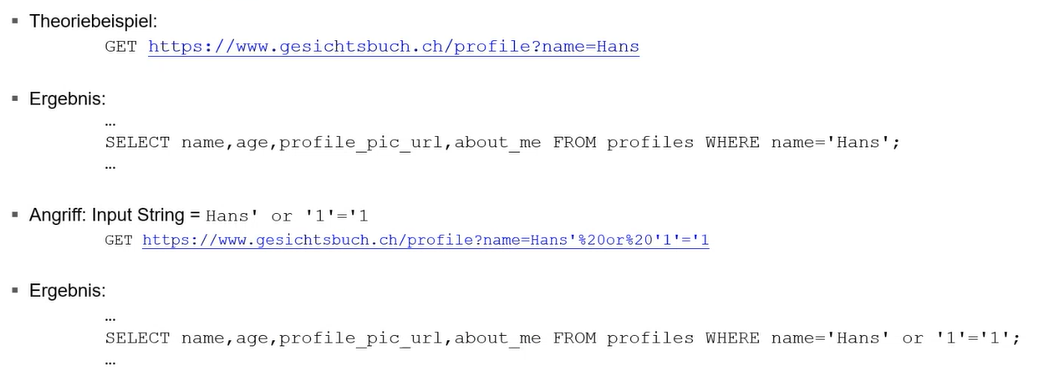 ▪ Theoriebeispiel:
GET https://www.gesichtsbuch.ch/profile?name=Hans
▪ Ergebnis:
…
SELECT name,age,profile_pic_url,about_me FROM profiles WHERE name='Hans';
…
▪ Angriff: Input String = Hans' or '1'='1
GET https://www.gesichtsbuch.ch/profile?name=Hans'%20or%20'1'='1
▪ Ergebnis:
…
SELECT name,age,profile_pic_url,about_me FROM profiles WHERE name='Hans' or '1'='1';
…